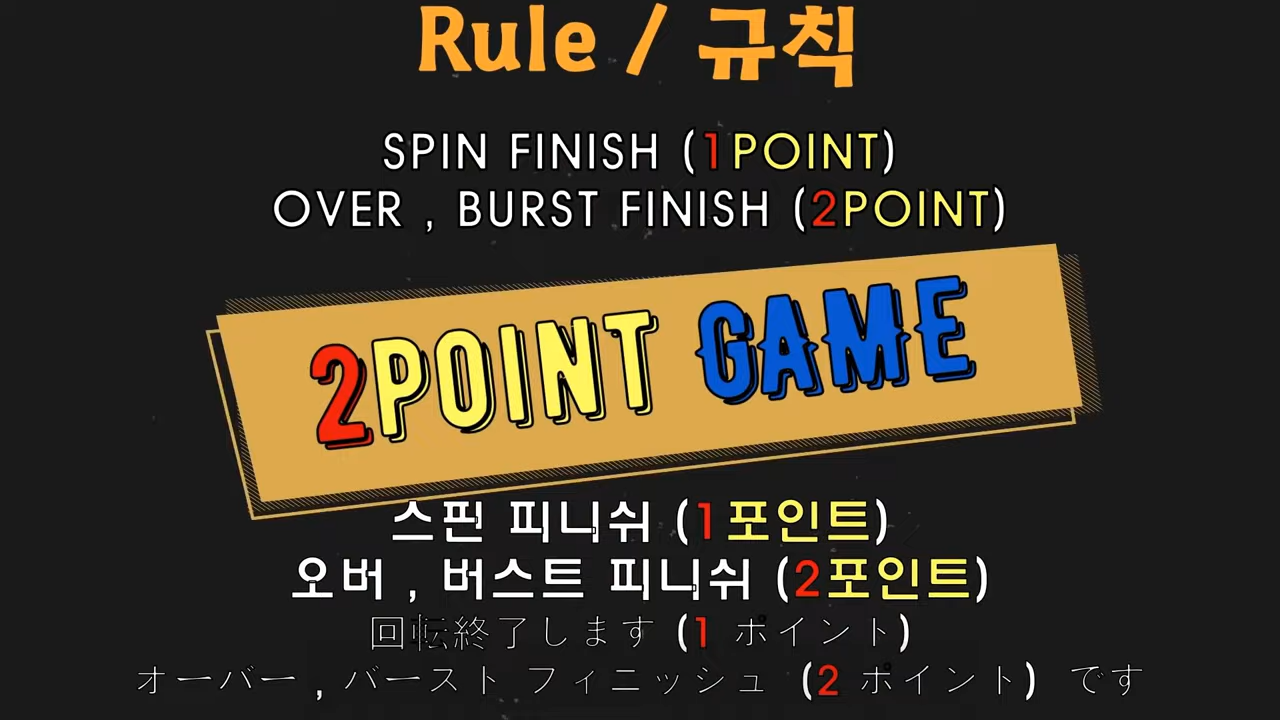 Rule / 규칙
SPIN FINISH (1POINT)
OVER , BURST FINISH (2POINT)
2POINT GAME
스핀 피니쉬 (1포인트)
오버 , 버스트 피니쉬 (2포인트)
回転終了します (1 ポイント)
オーバー , バースト フィニッシュ (2 ポイント) です